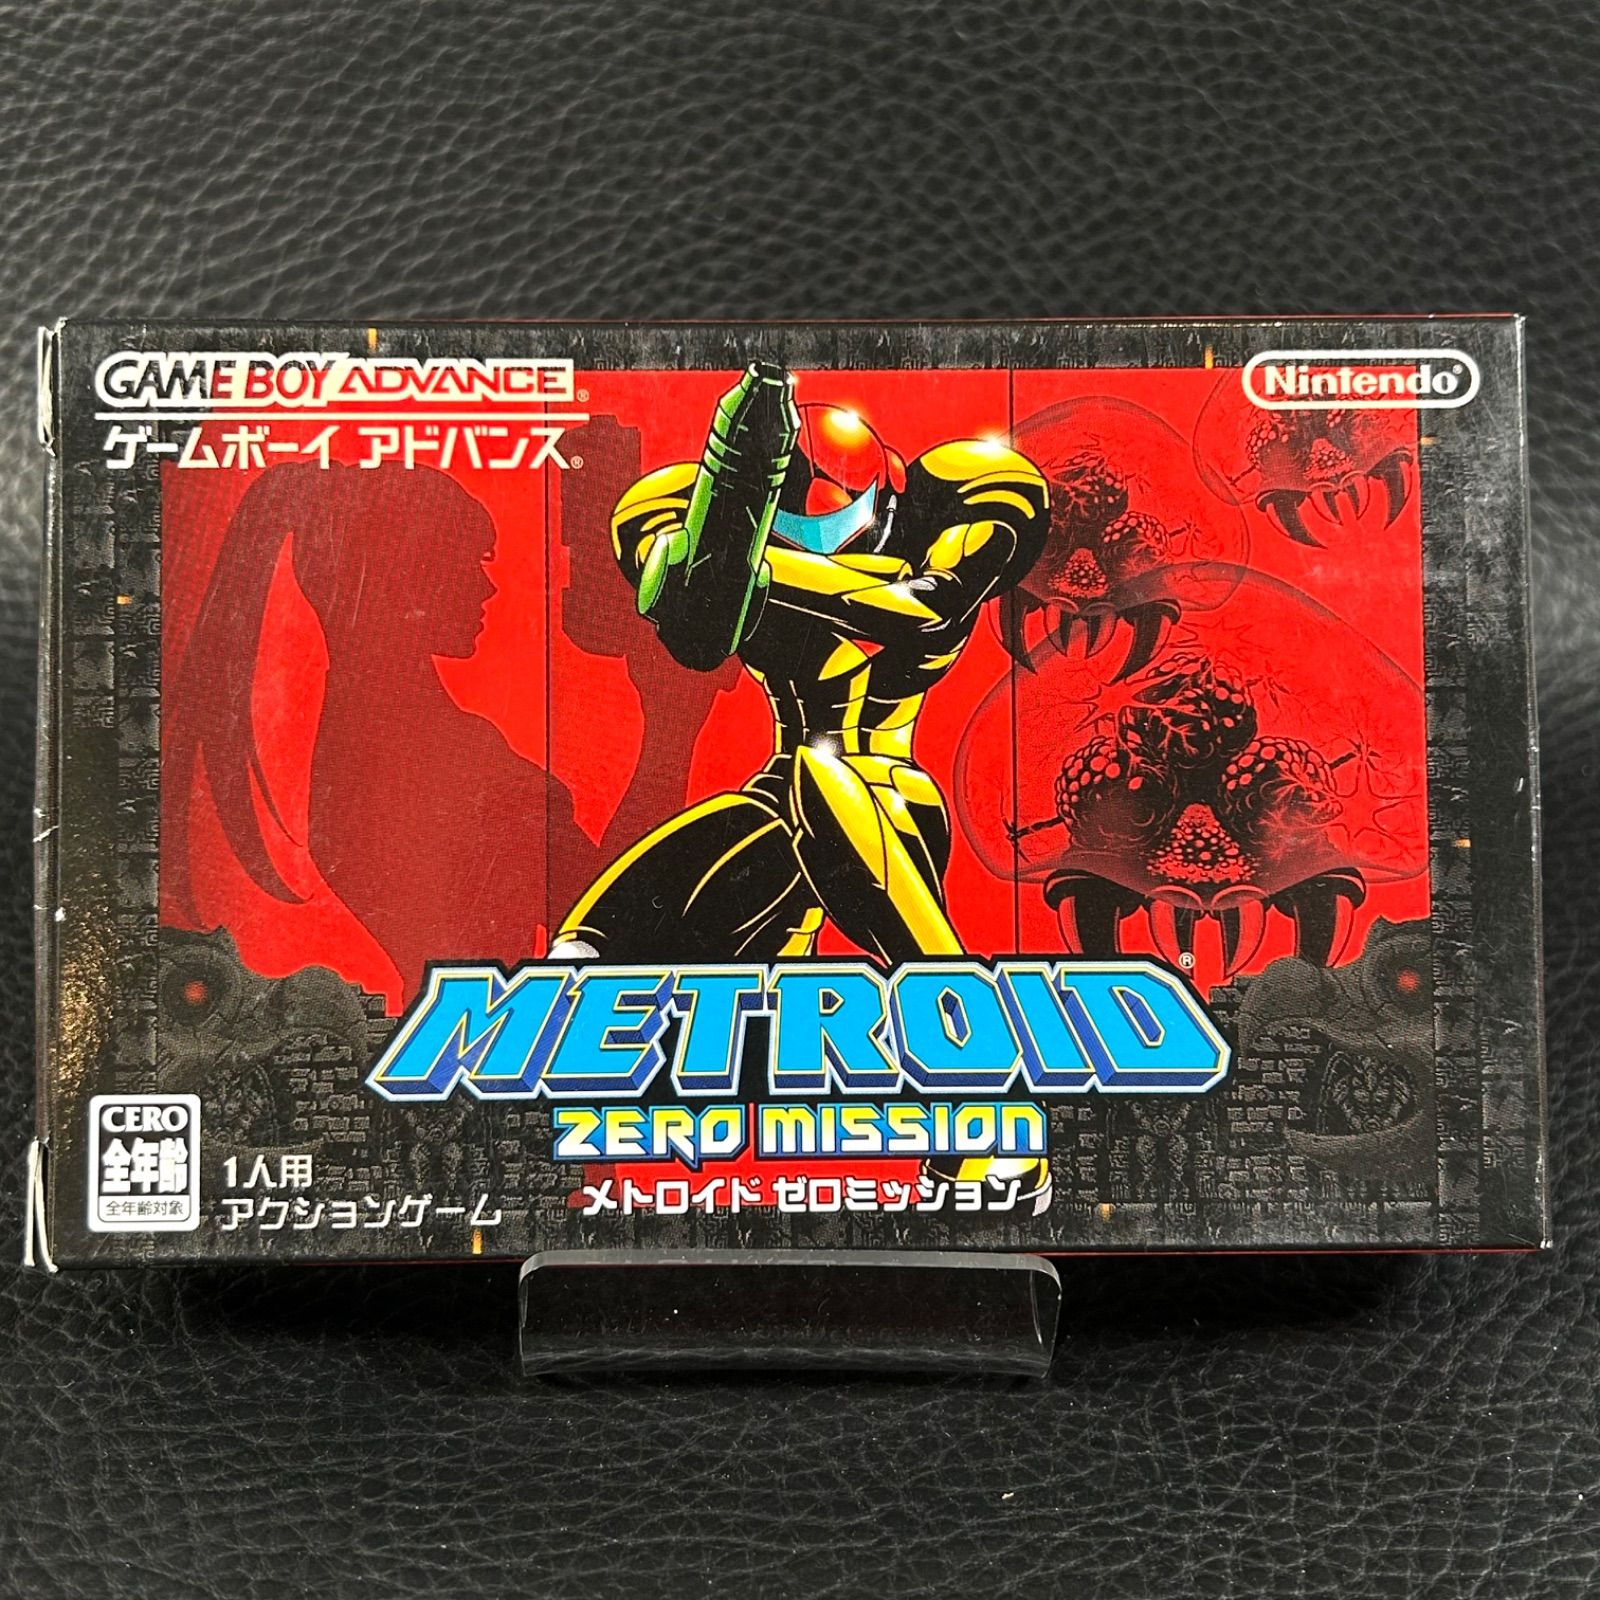 GAME BOY ADVANCE®
ゲームボーイ アドバンス®
Nintendo®
METROID®
ZERO MISSION
メトロイド ゼロミッション
CERO
全年齢
全年齢対象
1人用
アクションゲーム